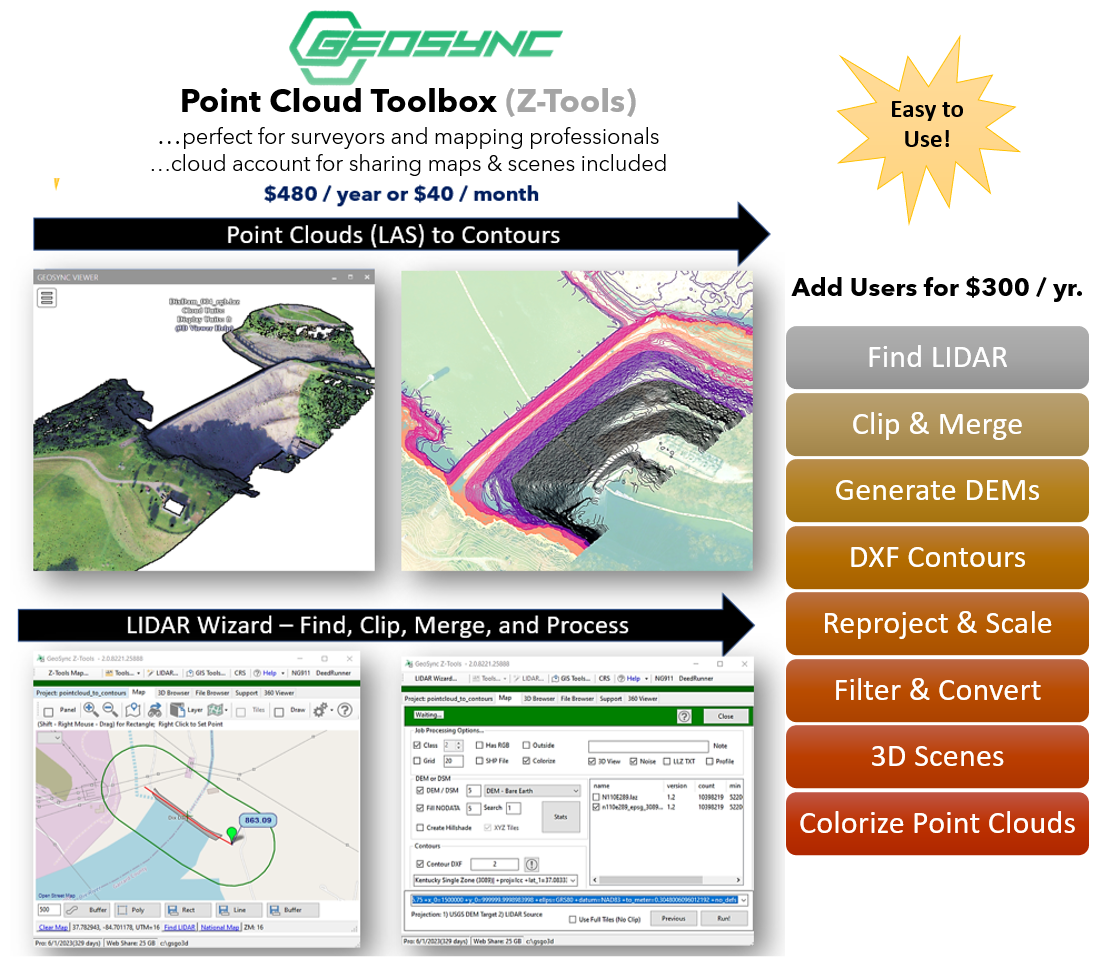 GEOSYNC
Point Cloud Toolbox (Z-Tools)
...perfect for surveyors and mapping professionals
...cloud account for sharing maps & scenes included
$480 / year or $40 / month
Easy to
Use!
Point Clouds (LAS) to Contours
GEOSYNC VIEWER
Cloud Units:
Display Units: ft
(3D Viewer Help)
Add Users for $300 / yr.
Find LIDAR
Clip & Merge
Generate DEMs
DXF Contours
Reproject & Scale
Filter & Convert
3D Scenes
Colorize Point Clouds
LIDAR Wizard – Find, Clip, Merge, and Process
GeoSync Z-Tools - 2.0.8221.25888
Z-Tools Map... Tools... LIDAR... GIS Tools... CRS Help NG911 DeedRunner
Project: pointcloud_to_contours Map 3D Browser File Browser Support 360 Viewer
Panel Layer Tiles Draw
(Shift - Right Mouse - Drag) for Rectangle; Right Click to Set Point
863.09
Open Street Map
500 Buffer Poly Rect Line Buffer
Clear Map 37.782943, -84.701178, UTM=16 Find LIDAR National Map ZM: 16
Pro: 6/1/2023(329 days) Web Share: 25 GB c:\gsgo3d
GeoSync Z-Tools - 2.0.8221.25888
LIDAR Wizard... Tools... LIDAR... GIS Tools... CRS Help NG911 DeedRunner
Project: pointcloud_to_contours Map 3D Browser File Browser Support 360 Viewer
Waiting... Close
Job Processing Options...
Class 2 Has RGB Outside Note
Grid 20 SHP File Colorize 3D View Noise LLZ TXT Profile
DEM or DSM
DEM / DSM 5 DEM - Bare Earth
Fill NODATA 5 Search 1 Stats
Create Hillshade XYZ Tiles
name version count min
N110E289.laz 1.2 10398219 5220
n110e289_epsg_3089... 1.2 10398219 5220
Contours
Contour DXF 2
Kentucky Single Zone (3089)| +proj=lcc +lat_1=37.0833
.75 +x_0=1500000 +y_0=999999.9998983998 +ellps=GRS80 +datum=NAD83 +to_meter=0.3048006096012192 +no_defs
Projection: 1) USGS DEM Target 2) LIDAR Source Use Full Tiles (No Clip) Previous Run!
Pro: 6/1/2023(329 days) Web Share: 25 GB c:\gsgo3d